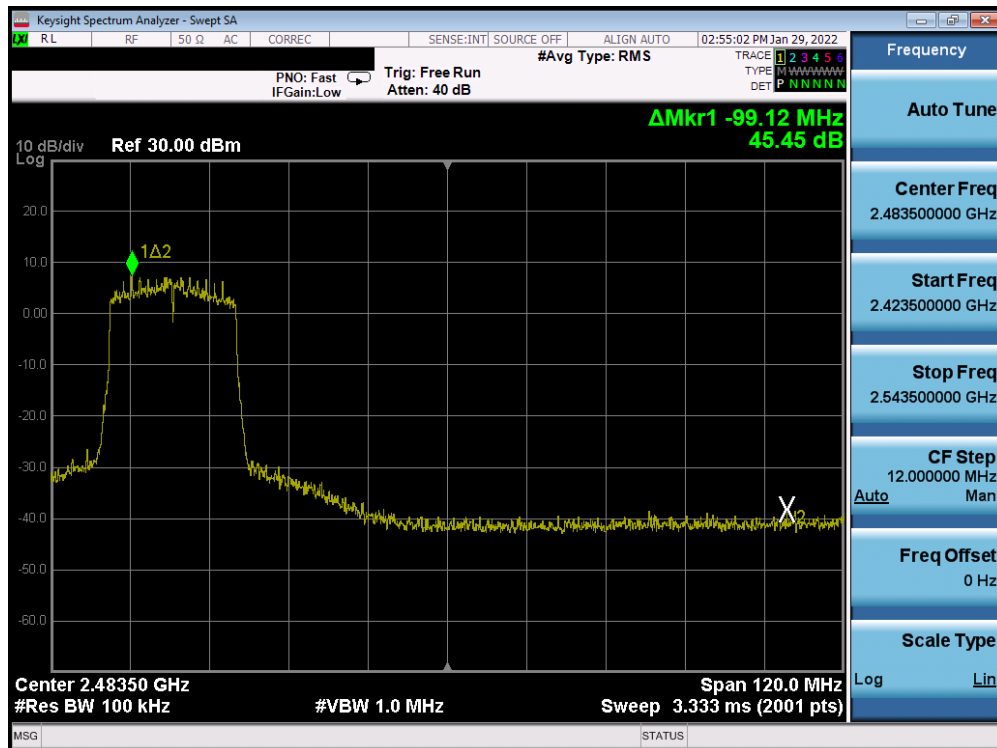 Keysight Spectrum Analyzer - Swept SA
LXI RL RF 50 Ω AC CORREC SENSE:INT SOURCE OFF ALIGN AUTO 02:55:02 PM Jan 29, 2022
#Avg Type: RMS
TRACE 1 2 3 4 5 6
PNO: Fast Trig: Free Run
TYPE M W W W W W
IFGain:Low Atten: 40 dB
DET P N N N N N
ΔMkr1 -99.12 MHz
45.45 dB
10 dB/div Ref 30.00 dBm
Log
20.0
10.0
1Δ2
0.00
-10.0
-20.0
-30.0
-40.0
X2
-50.0
-60.0
Center 2.48350 GHz Span 120.0 MHz
#Res BW 100 kHz #VBW 1.0 MHz Sweep 3.333 ms (2001 pts)
MSG STATUS
Frequency
Auto Tune
Center Freq
2.483500000 GHz
Start Freq
2.423500000 GHz
Stop Freq
2.543500000 GHz
CF Step
12.000000 MHz
Auto Man
Freq Offset
0 Hz
Scale Type
Log Lin